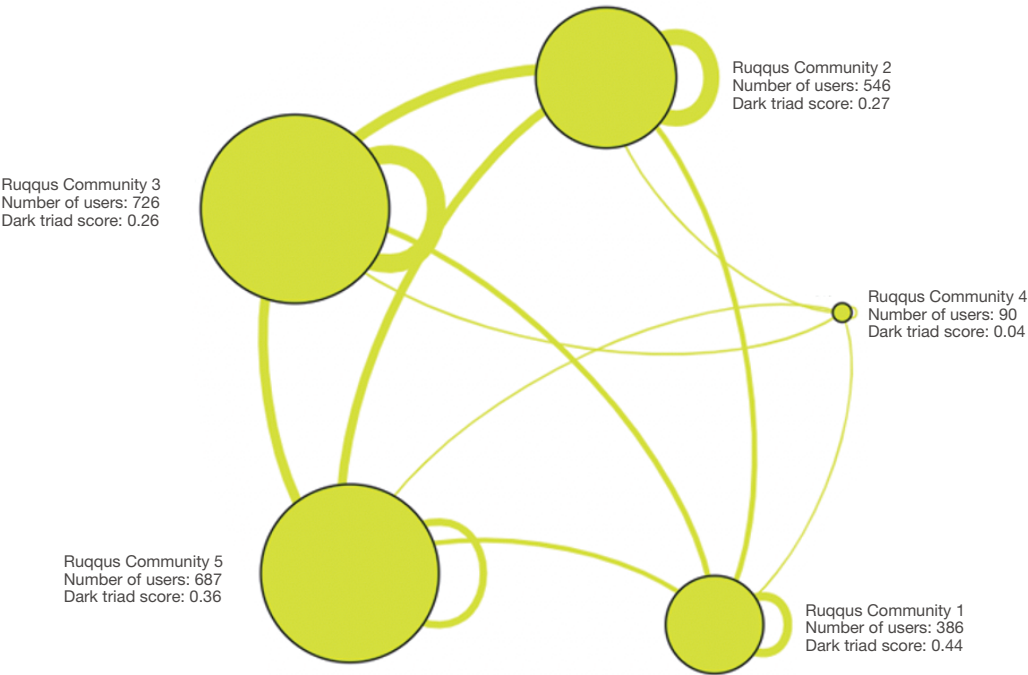 Ruqqus Community 2
Number of users: 546
Dark triad score: 0.27
Ruqqus Community 3
Number of users: 726
Dark triad score: 0.26
Ruqqus Community 4
Number of users: 90
Dark triad score: 0.04
Ruqqus Community 5
Number of users: 687
Dark triad score: 0.36
Ruqqus Community 1
Number of users: 386
Dark triad score: 0.44